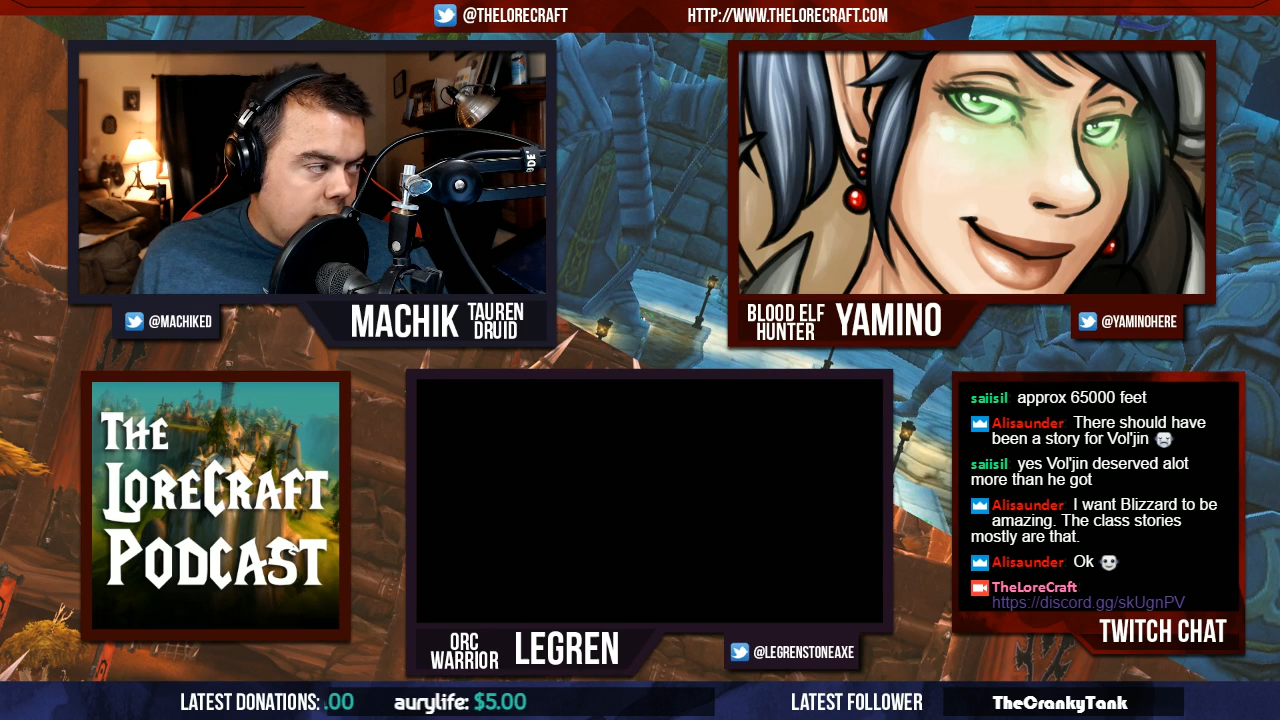 @THELORECRAFT
HTTP://WWW.THELORECRAFT.COM
@MACHIKED
MACHIK
TAUREN
DRUID
BLOOD ELF
HUNTER
YAMINO
@YAMINOHERE
THE
LORECRAFT
PODCAST
ORC
WARRIOR
LEGREN
@LEGRENSTONEAXE
saiisil approx 65000 feet
Alisaunder There should have
been a story for Vol'jin
saiisil yes Vol'jin deserved alot
more than he got
Alisaunder I want Blizzard to be
amazing. The class stories
mostly are that.
Alisaunder Ok
TheLoreCraft
https://discord.gg/skUgnPV
TWITCH CHAT
LATEST DONATIONS: .00 aurylife: $5.00
LATEST FOLLOWER TheCrankyTank